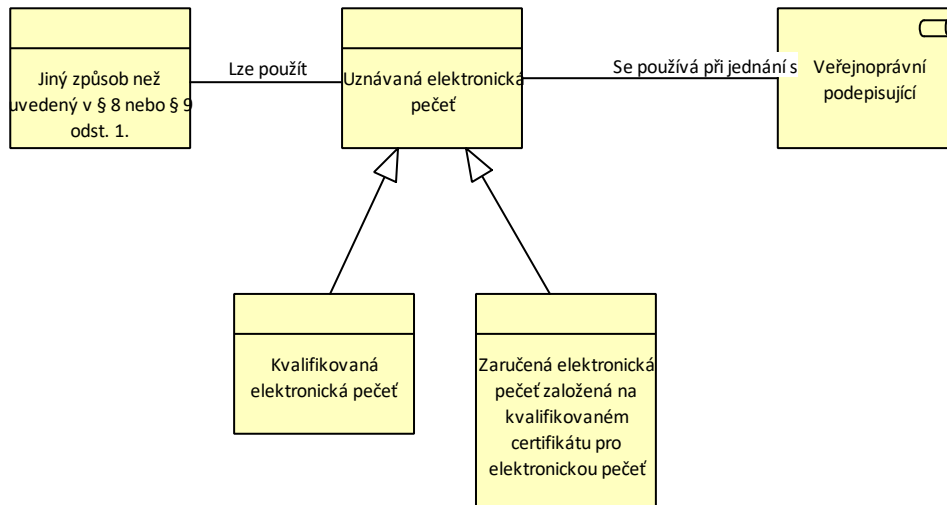 Jiný způsob než
uvedený v § 8 nebo § 9
odst. 1.
Lze použít
Uznávaná elektronická
pečeť
Se používá při jednání s
Veřejnoprávní
podepisující
Kvalifikovaná
elektronická pečeť
Zaručená elektronická
pečeť založená na
kvalifikovaném
certifikátu pro
elektronickou pečeť